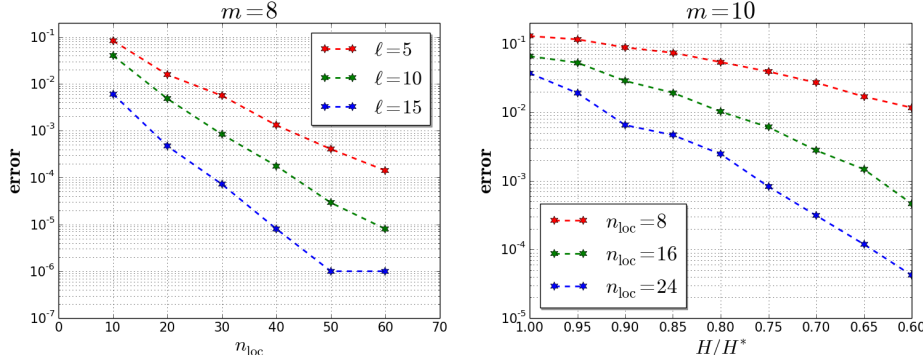 m=8
error
10⁻¹
10⁻²
10⁻³
10⁻⁴
10⁻⁵
10⁻⁶
10⁻⁷
0 10 20 30 40 50 60 70
n_loc
ℓ=5
ℓ=10
ℓ=15
m=10
error
10⁻¹
10⁻²
10⁻³
10⁻⁴
10⁻⁵
1.00 0.95 0.90 0.85 0.80 0.75 0.70 0.65 0.60
H/H*
n_loc=8
n_loc=16
n_loc=24